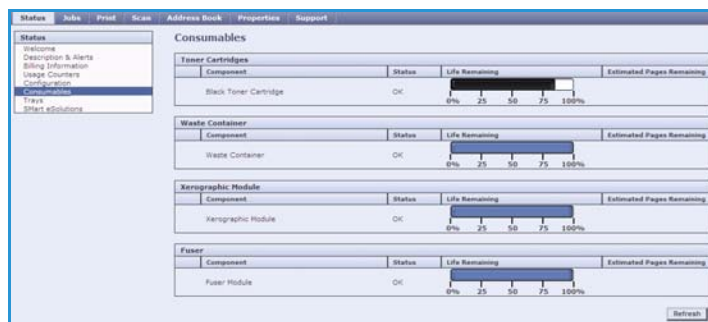 Status Jobs Print Scan Address Book Properties Support
Status
Welcome
Description & Alerts
Billing Information
Usage Counters
Configuration
Consumables
Trays
SMart eSolutions
Consumables
Toner Cartridges
Component Status Life Remaining Estimated Pages Remaining
Black Toner Cartridge OK
0% 25 50 75 100%
Waste Container
Component Status Life Remaining Estimated Pages Remaining
Waste Container OK
0% 25 50 75 100%
Xerographic Module
Component Status Life Remaining Estimated Pages Remaining
Xerographic Module OK
0% 25 50 75 100%
Fuser
Component Status Life Remaining Estimated Pages Remaining
Fuser Module OK
0% 25 50 75 100%
Refresh